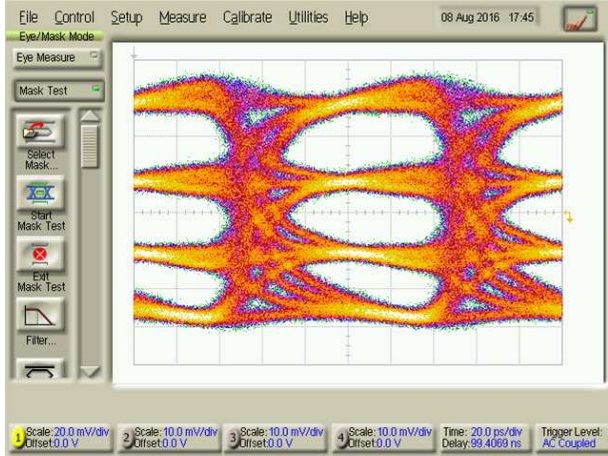 File Control Setup Measure Calibrate Utilities Help 08 Aug 2016 17:45
Eye/Mask Mode
Eye Measure
Mask Test
Select
Mask...
Start
Mask Test
Exit
Mask Test
Filter...
1 Scale:20.0 mV/div
Offset:0.0 V
2 Scale:10.0 mV/div
Offset:0.0 V
3 Scale:10.0 mV/div
Offset:0.0 V
4 Scale:10.0 mV/div
Offset:0.0 V
Time: 20.0 ps/div
Delay:99.4069 ns
Trigger Level:
AC Coupled